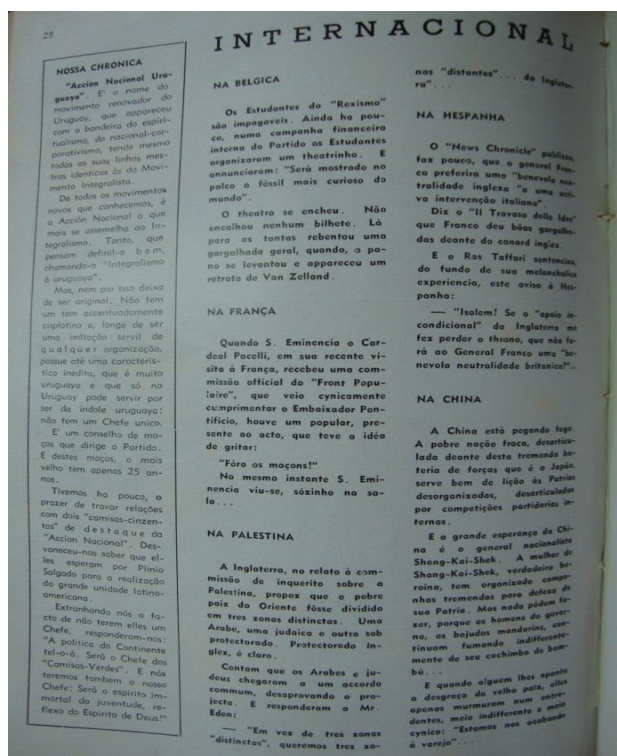 28
INTERNACIONAL
NOSSA CHRONICA
"Accion Nacional Uru-
guaya". E' o nome do
movimento renovador do
Uruguay, que appareceu
com a bandeira do espiri-
tualismo, do nacional-cor-
porativismo, tendo mesmo
todas as suas linhas mes-
tras identicas ás do Movi-
mento Integralista.
De todos os movimentos
novos que conhecemos, é
a Acción Nacional o que
mais se assemelha ao In-
tegralismo. Tanto, que
pensam definil-o bem,
chamando-o "Integralismo
á uruguaya".
Mas, nem por isso deixa
de ser original. Não tem
um tom accentuadamente
cisplatino e, longe de ser
uma imitação servil de
qualquer organização,
possue até uma caracteris-
tica inedita, que é muito
uruguaya e que só no
Uruguay pode servir por
ser da indole uruguaya:
não tem um Chefe unico.
E' um conselho de mo-
ços que dirige o Partido.
E destes moços, o mais
velho tem apenas 25 an-
nos.
Tivemos ha pouco, o
prazer de travar relações
com dois "camisas-cinzen-
tas" de destaque da
"Accion Nacional". Des-
vaneceu-nos saber que el-
les esperam por Plinio
Salgado para a realização
da grande unidade latino-
americana.
Extranhando nós o fa-
cto de não terem elles um
Chefe, responderam-nos:
"A politica do Continente
tel-o-á. Será o Chefe dos
"Camisas-Verdes". E nós
teremos tambem o nosso
Chefe: Será o espirito im-
mortal da juventude, re-
flexo do Espirito de Deus!"
NA BELGICA
Os Estudantes do "Rexismo"
são impagaveis. Ainda ha pou-
co, numa campanha financeira
interna do Partido os Estudantes
organizaram um theatrinho. E
annunciaram: "Será mostrado no
palco o fóssil mais curioso do
mundo".
O theatro se encheu. Não
encalhou nenhum bilhete. Lá
para as tantas rebentou uma
gargalhada geral, quando, o pa-
no se levantou e appareceu um
retrato de Van Zelland.
NA FRANÇA
Quando S. Eminencia o Car-
deal Pacelli, em sua recente vi-
sita á França, recebeu uma com-
missão official do "Front Popu-
laire", que veio cynicamente
cumprimentar o Embaixador Pon-
tificio, houve um popular, pre-
sente ao acto, que teve a idéa
de gritar:
"Fóra os maçons!"
No mesmo instante S. Emi-
nencia viu-se, sózinho na sa-
la...
NA PALESTINA
A Inglaterra, no relato á com-
missão de inquerito sobre a
Palestina, propoz que o pobre
paiz do Oriente fôsse dividido
em tres zonas distinctas. Uma
Arabe, uma judaica e outra sob
protectorado. Protectorado In-
glez, é claro.
Contam que os Arabes e ju-
deus chegaram a um accordo
commum, desaprovando o pro-
jecto. E responderam a Mr.
Eden:
— "Em vez de tres zonas
"distinctas", queremos tres zo-
nas "distantes"... da Inglater-
ra"...
NA HESPANHA
O "News Chronicle" publicou,
faz pouco, que o general Fran-
co preferira uma "benevola neu-
tralidade ingleza "a uma acti-
va intervenção italiana".
Diz o "Il Travaso delle Idee"
que Franco deu bôas gargalha-
das deante do canard inglez.
E o Ras Taffari sentenciou,
do fundo de sua melancholica
experiencia, este aviso á Hes-
panha:
— "Isolem! Se o "apoio in-
condicional" da Inglaterra me
fez perder o throno, que não fa-
rá ao General Franco uma "be-
nevola neutralidade britanica!"...
NA CHINA
A China está pegando fogo.
A pobre nação fraca, desarticu-
lada deante desta tremenda ba-
teria de forças que é o Japão,
serve bem de lição ás Patrias
desorganizadas, desarticuladas
por competições partidarias in-
ternas.
E a grande esperança da Chi-
na é o general nacionalista
Shang-Kai-Shek. A mulher de
Shang-Kai-Shek, verdadeira he-
roina, tem organizado compa-
nhas tremendas para defesa de
sua Patria. Mas nada pódem fa-
zer, porque os homens do gover-
no, os bojudos mandarins, con-
tinuam fumando indifferente-
mente de seu cachimbo de bam-
bú...
E quando alguem lhes aponta
a desgraça do velho paiz, elles
apenas murmuram num entre-
dentes, meio indifferente e meio
cynico: "Estamos nos acabando
á varejo"...